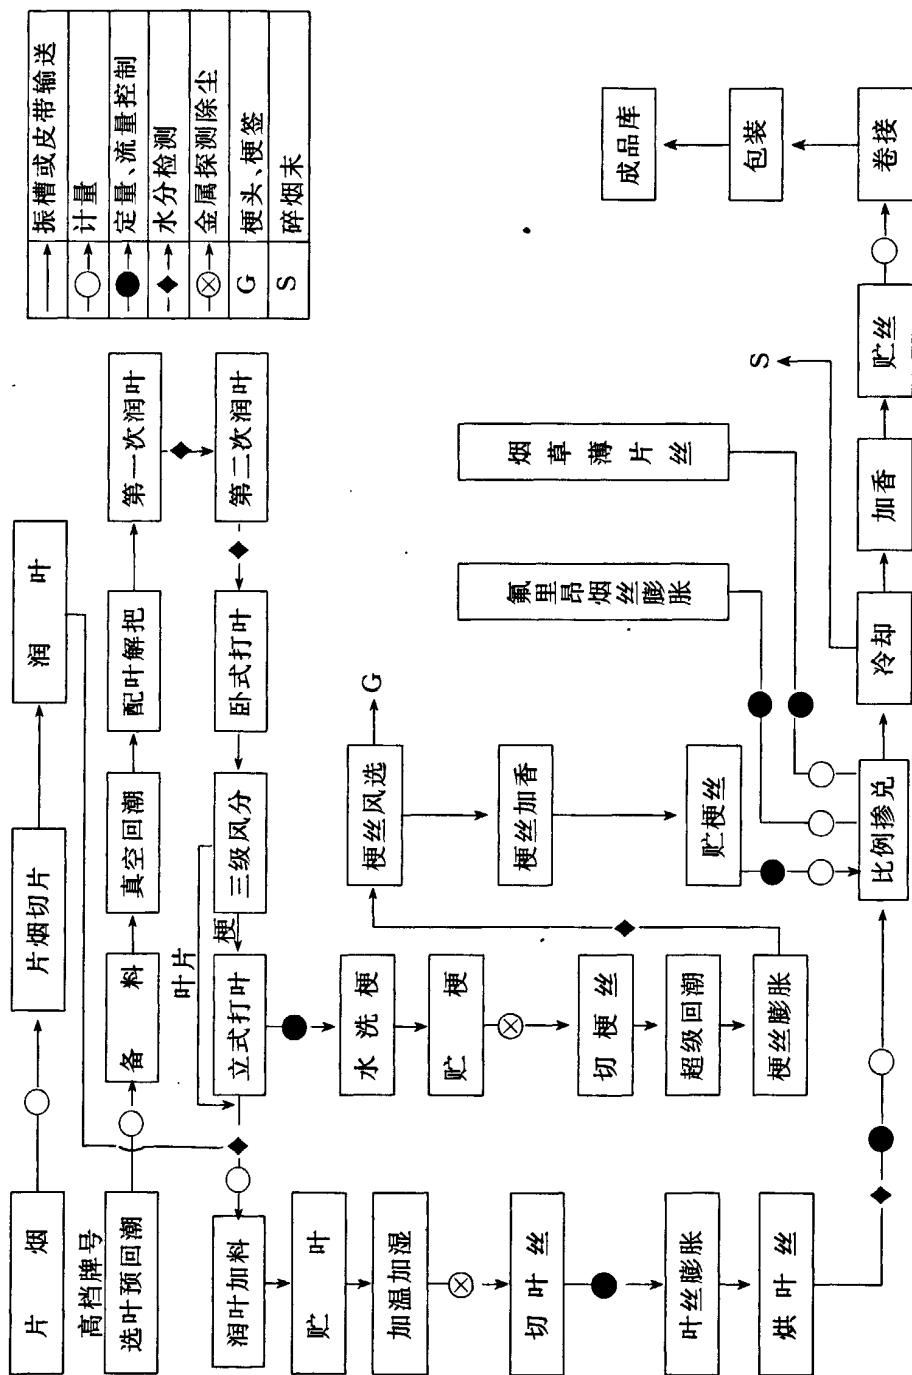 片烟
片烟切片
润叶
高档牌号
选叶预回潮
备料
真空回潮
配叶解把
第一次润叶
第二次润叶
卧式打叶
三级风分
叶片
梗
立式打叶
润叶加料
贮叶
加温加湿
切叶丝
叶丝膨胀
烘叶丝
水洗梗
贮梗
切梗丝
超级回潮
梗丝膨胀
梗丝风选
G
梗丝加香
贮梗丝
氟里昂烟丝膨胀
烟草薄片丝
比例掺兑
冷却
S
加香
贮丝
卷接
包装
成品库
振槽或皮带输送
计量
定量、流量控制
水分检测
金属探测除尘
G 梗头、梗签
S 碎烟末